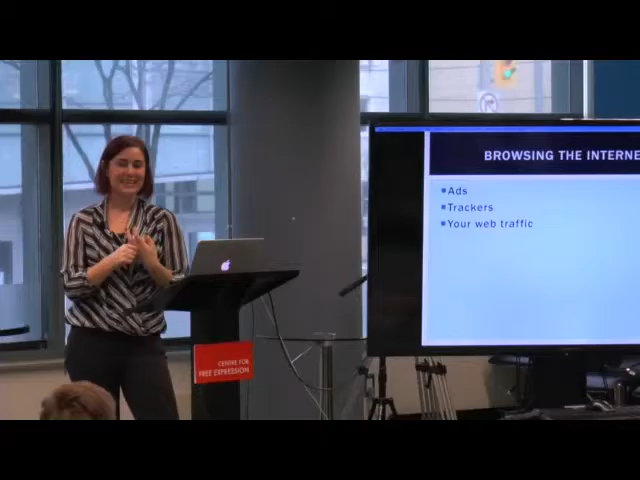 BROWSING THE INTERNE
Ads
Trackers
Your web traffic
CENTRE FOR
FREE EXPRESSION